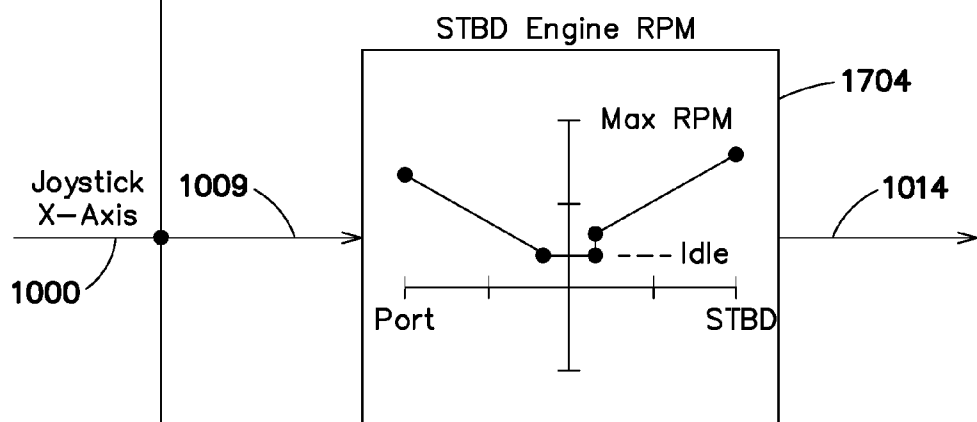 STBD Engine RPM
1704
Max RPM
Joystick
X-Axis
1009
1014
Idle
1000
Port
STBD